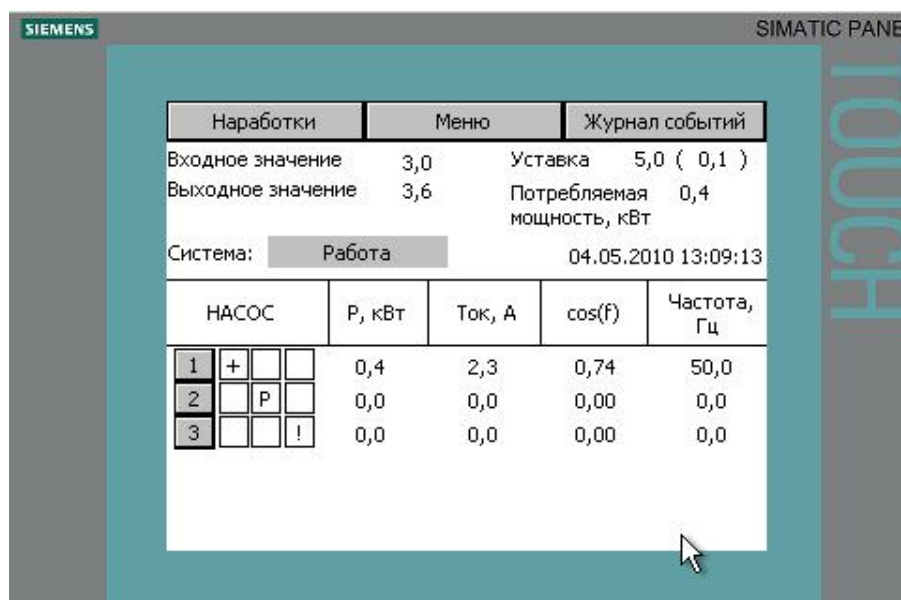 SIEMENS
SIMATIC PANE
TOUCH
Наработки Меню Журнал событий
Входное значение 3,0 Уставка 5,0 ( 0,1 )
Выходное значение 3,6 Потребляемая 0,4
мощность, кВт
Система: Работа 04.05.2010 13:09:13
НАСОС P, кВт Ток, А cos(f) Частота,
Гц
1 + 0,4 2,3 0,74 50,0
2 Р 0,0 0,0 0,00 0,0
3 ! 0,0 0,0 0,00 0,0